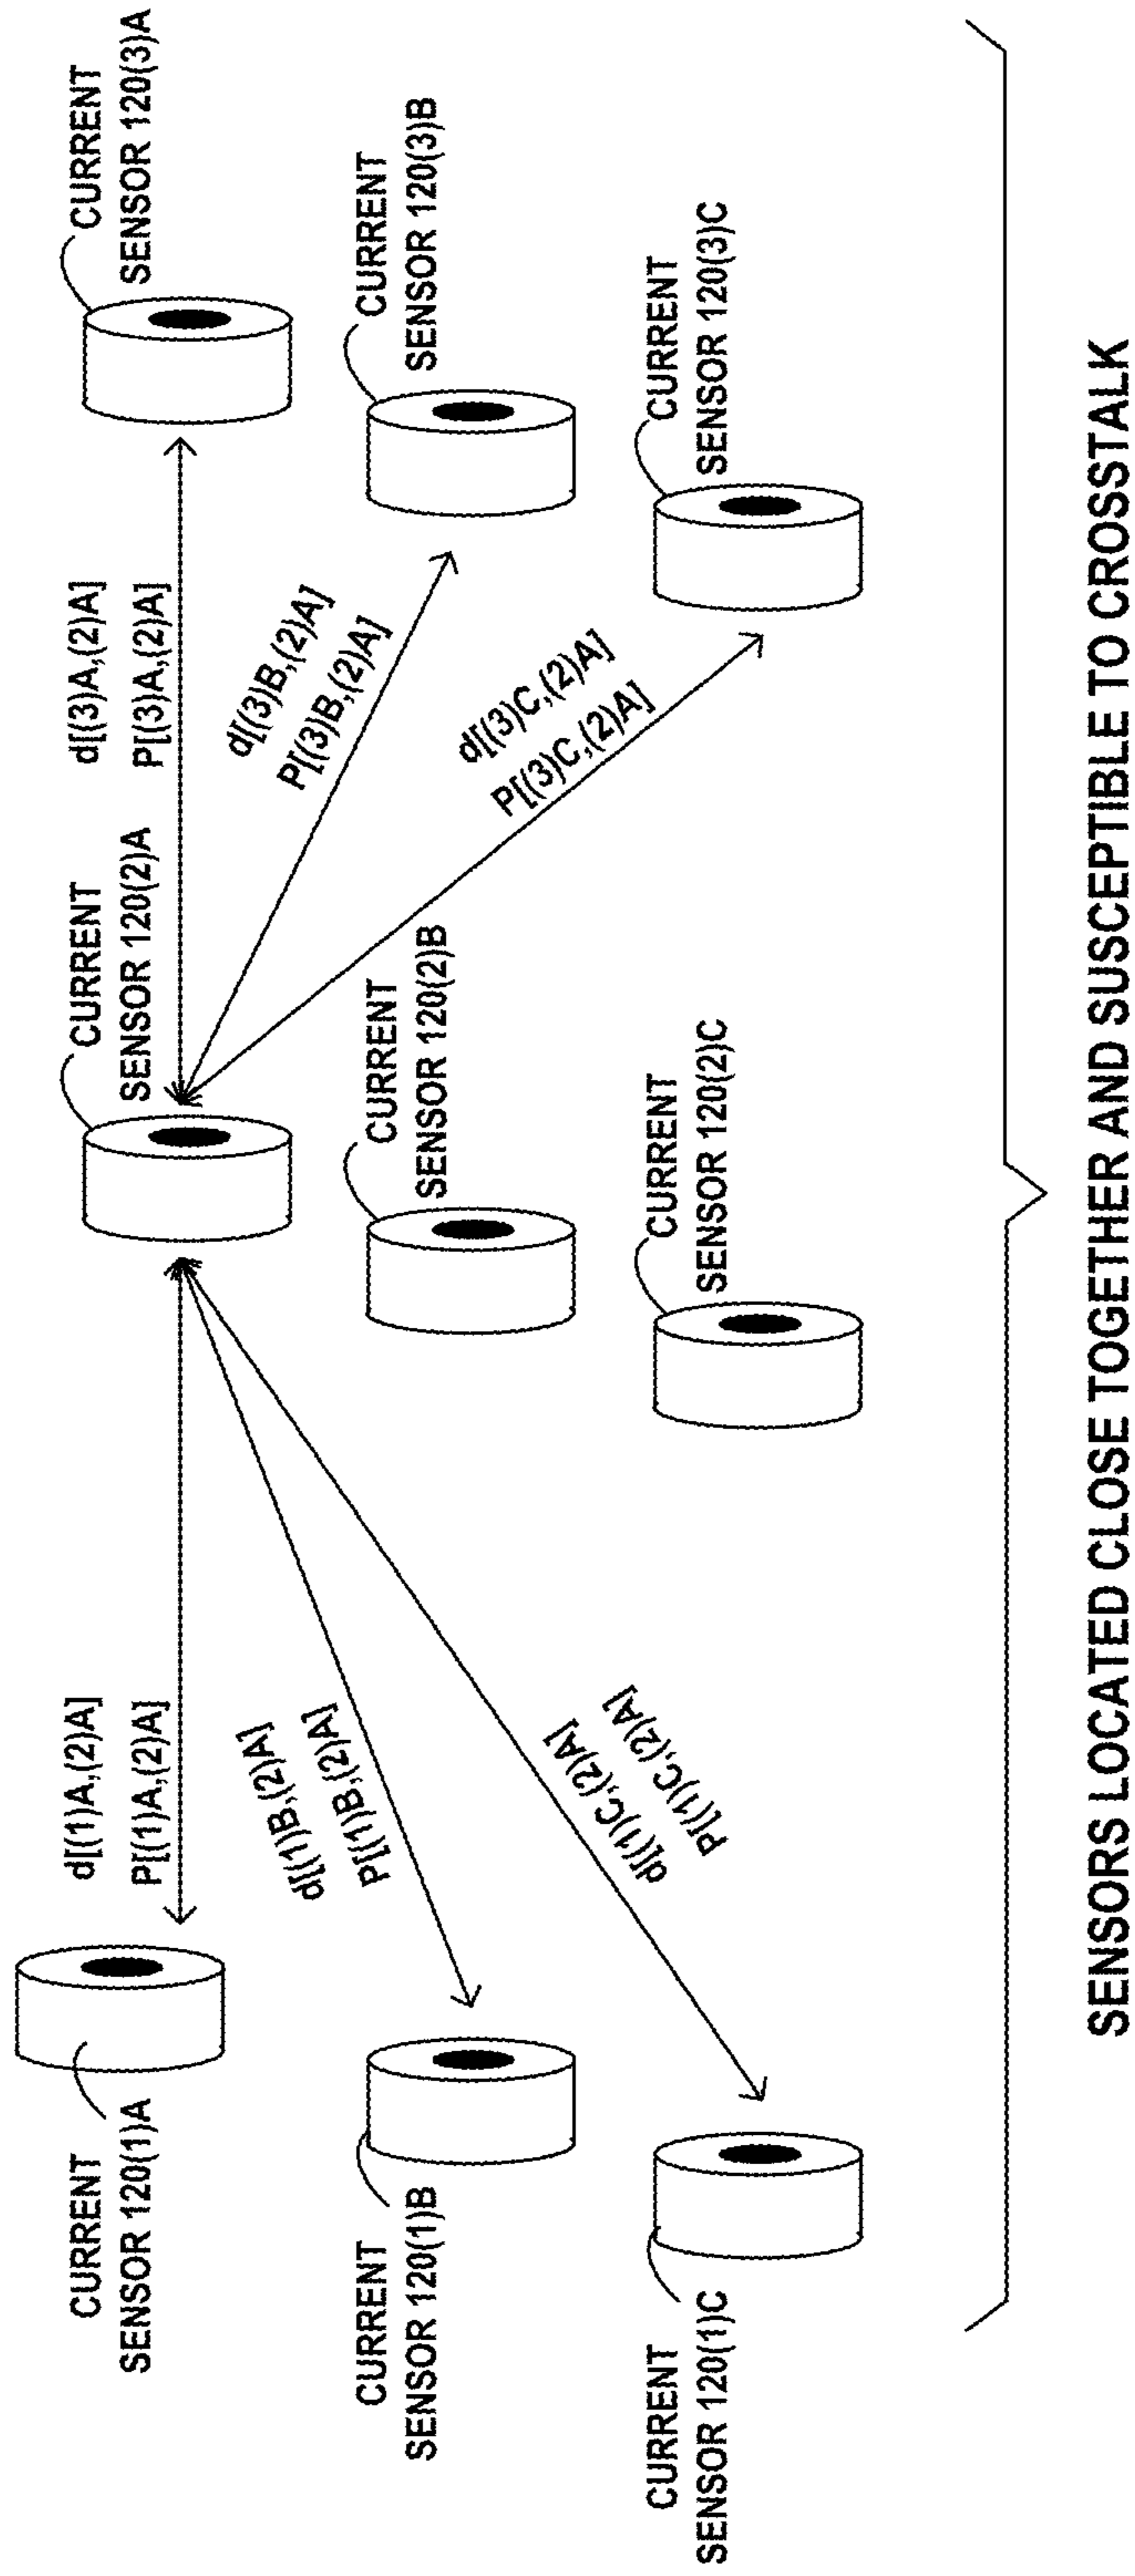 CURRENT
SENSOR 120(1)A
d[(1)A,(2)A]
P[(1)A,(2)A]
CURRENT
SENSOR 120(2)A
d[(3)A,(2)A]
P[(3)A,(2)A]
CURRENT
SENSOR 120(3)A
CURRENT
SENSOR 120(1)B
d[(1)B,(2)A]
P[(1)B,(2)A]
CURRENT
SENSOR 120(2)B
d[(3)B,(2)A]
P[(3)B,(2)A]
CURRENT
SENSOR 120(3)B
CURRENT
SENSOR 120(1)C
d[(1)C,(2)A]
P[(1)C,(2)A]
CURRENT
SENSOR 120(2)C
d[(3)C,(2)A]
P[(3)C,(2)A]
CURRENT
SENSOR 120(3)C
SENSORS LOCATED CLOSE TOGETHER AND SUSCEPTIBLE TO CROSSTALK